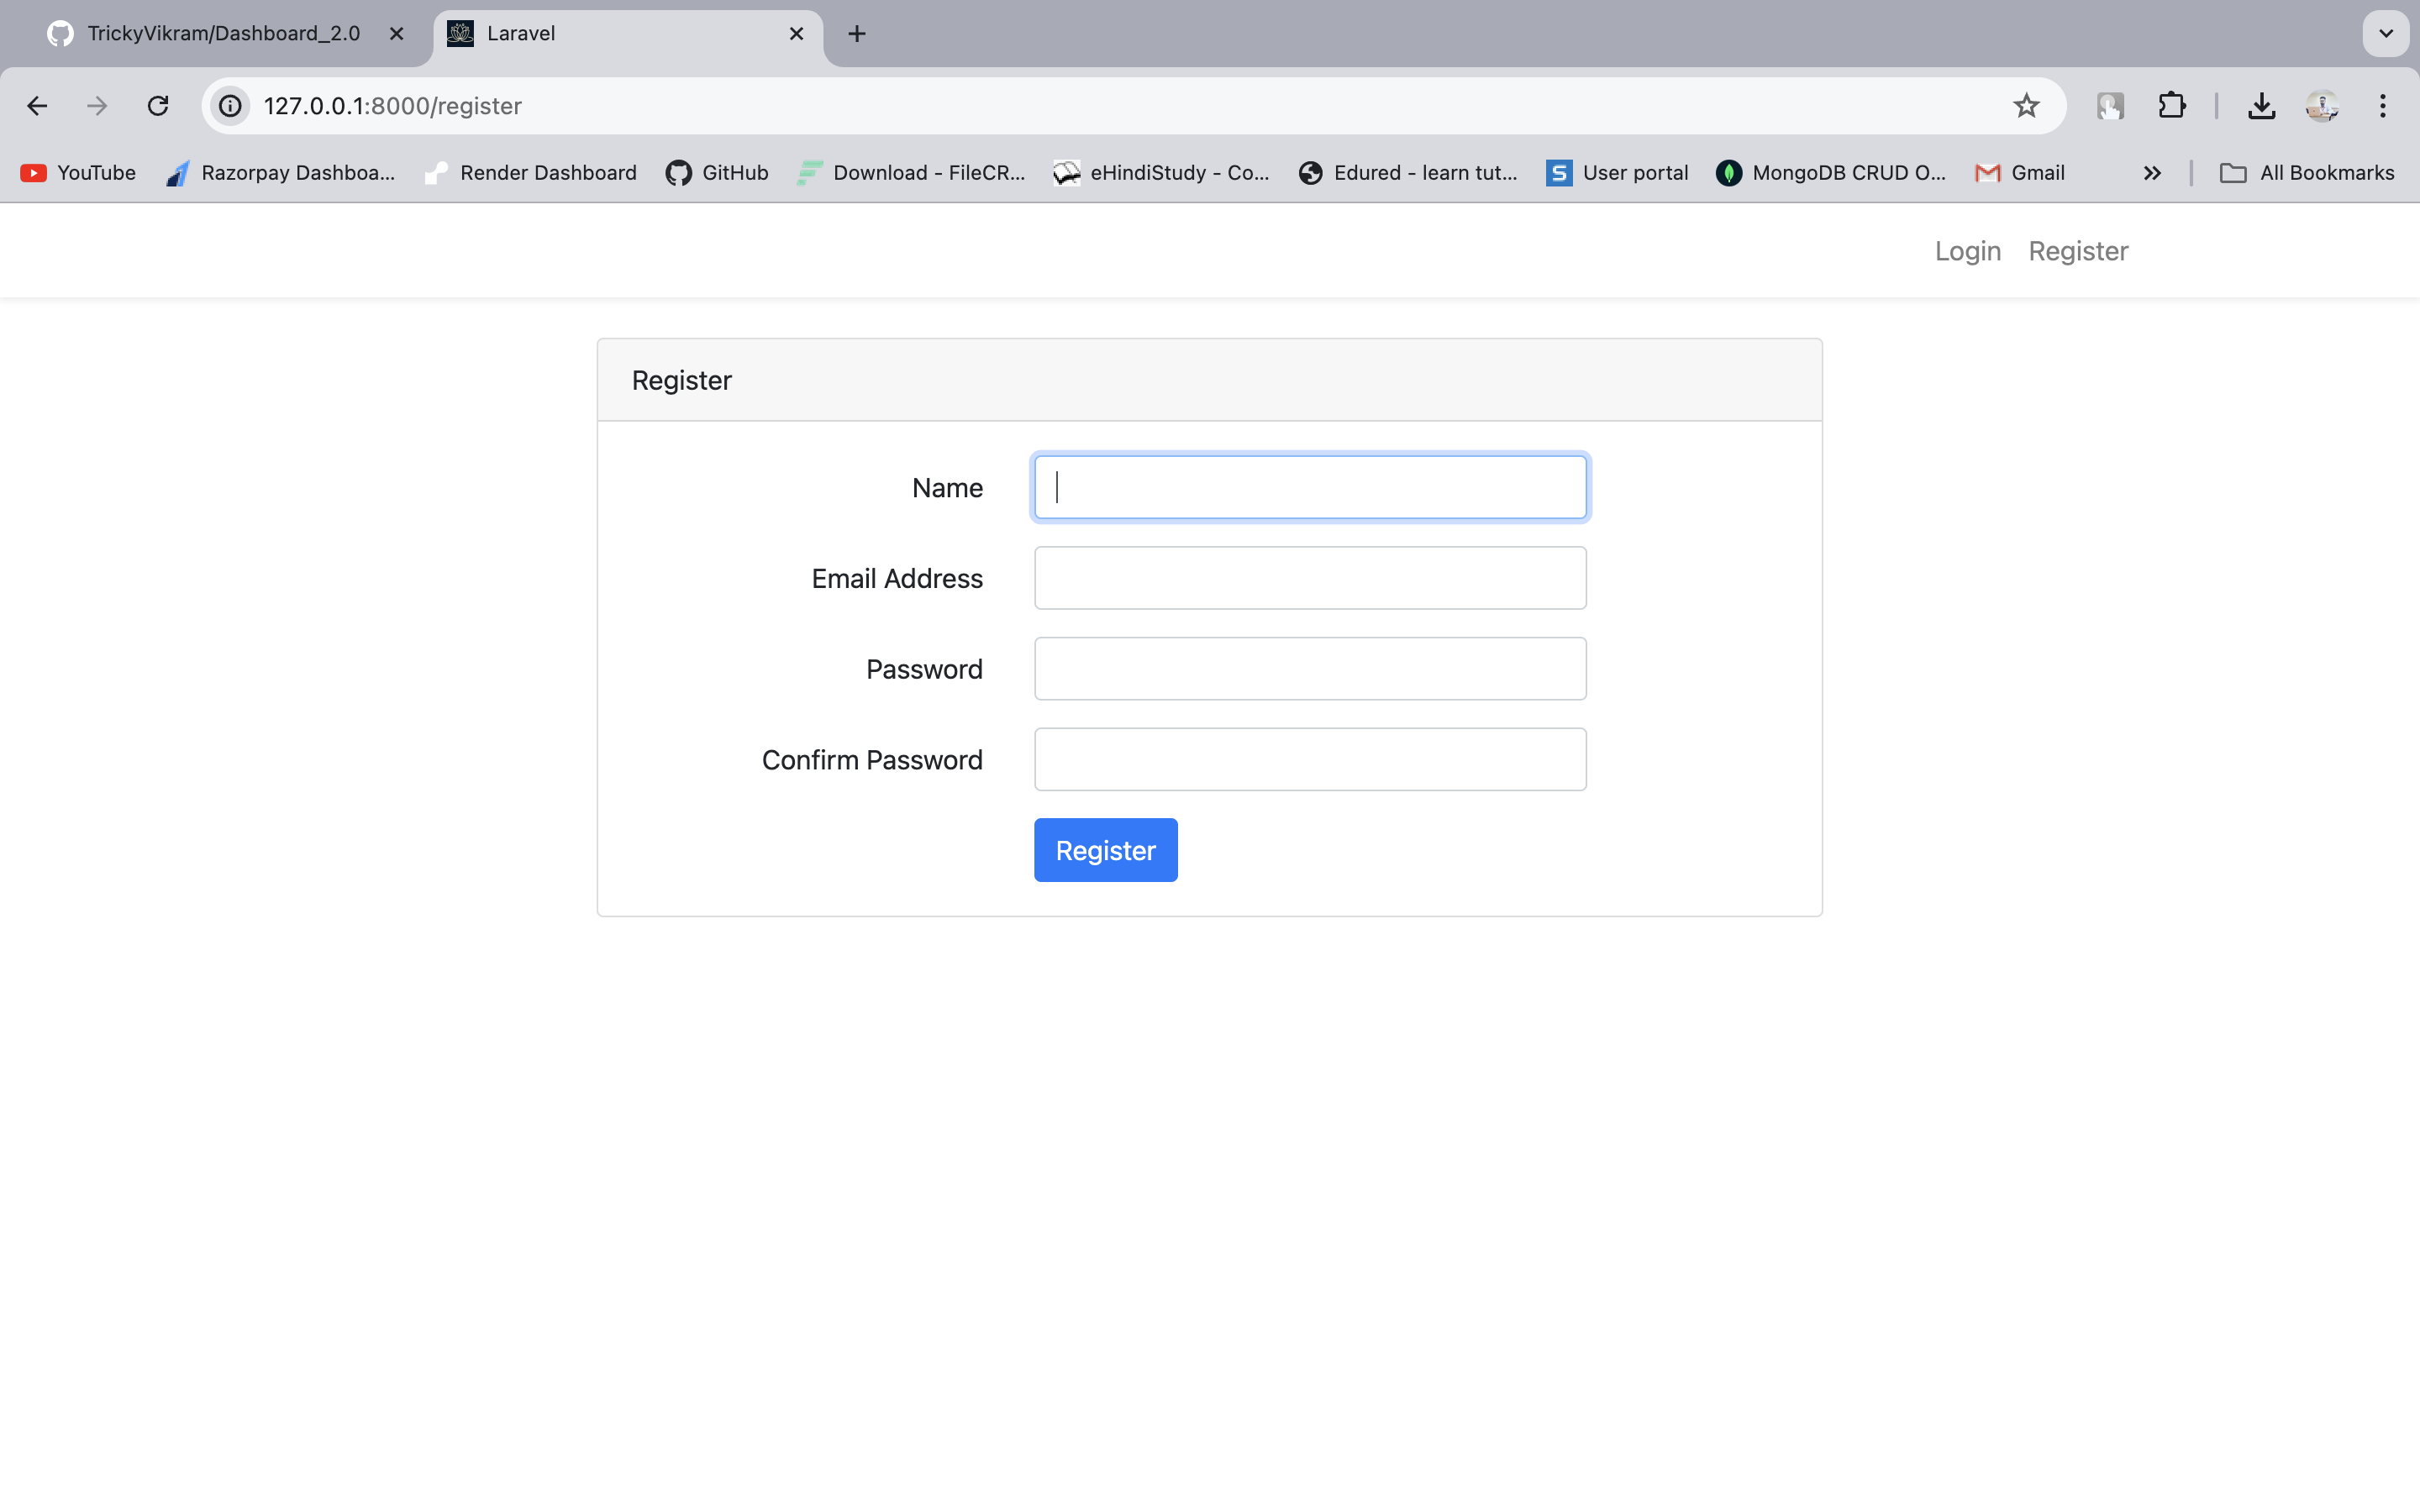 TrickyVikram/Dashboard_2.0
Laravel
127.0.0.1:8000/register
YouTube Razorpay Dashboa... Render Dashboard GitHub Download - FileCR... eHindiStudy - Co... Edured - learn tut... S User portal MongoDB CRUD O... Gmail All Bookmarks
Login Register
Register
Name
Email Address
Password
Confirm Password
Register